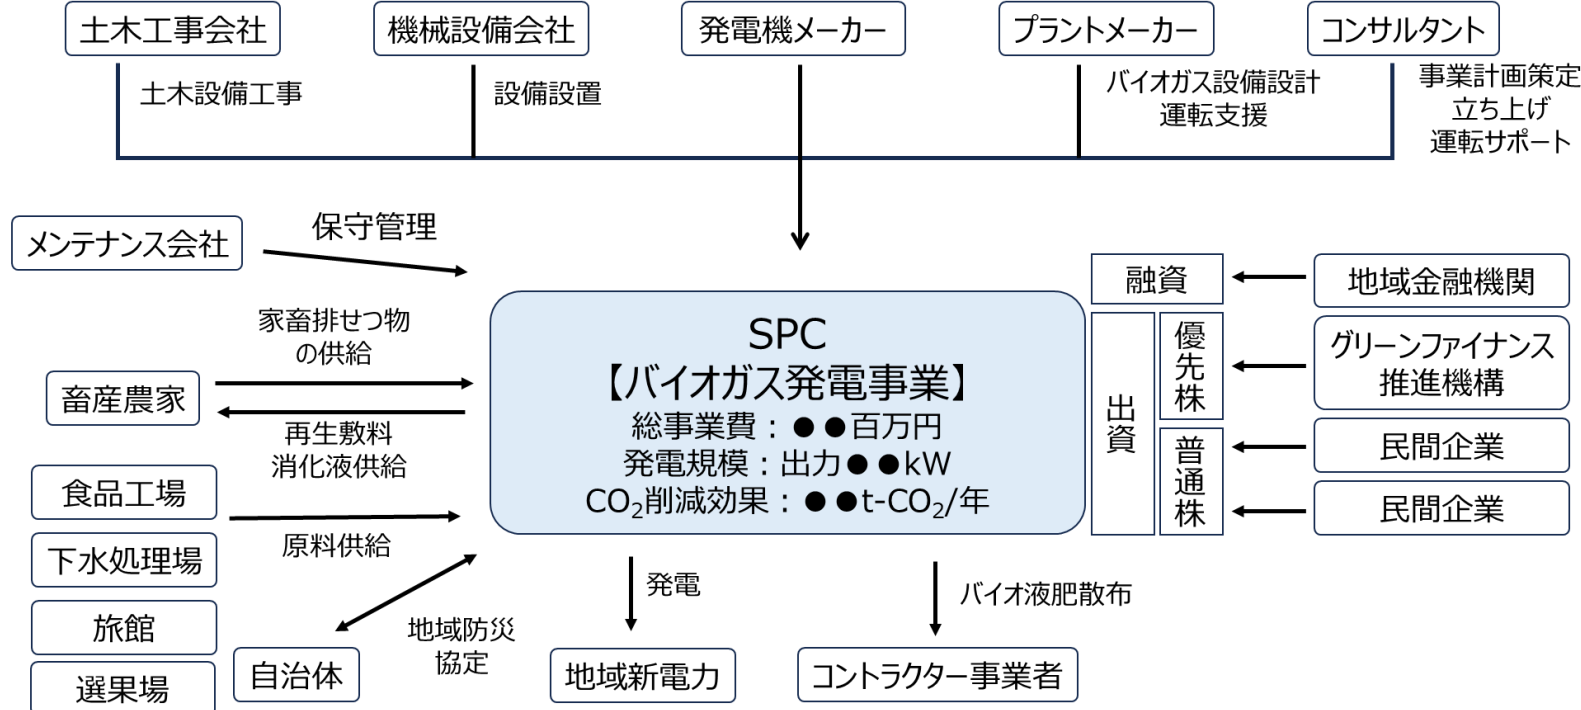 土木工事会社
機械設備会社
発電機メーカー
プラントメーカー
コンサルタント
土木設備工事
設備設置
バイオガス設備設計
運転支援
事業計画策定
立ち上げ
運転サポート
メンテナンス会社
保守管理
家畜排せつ物
の供給
畜産農家
再生敷料
消化液供給
食品工場
原料供給
下水処理場
旅館
選果場
自治体
地域防災
協定
SPC
【バイオガス発電事業】
総事業費：●●百万円
発電規模：出力●●kW
CO₂削減効果：●●t-CO₂/年
融資
出資
優先株
普通株
地域金融機関
グリーンファイナンス
推進機構
民間企業
民間企業
発電
地域新電力
バイオ液肥散布
コントラクター事業者